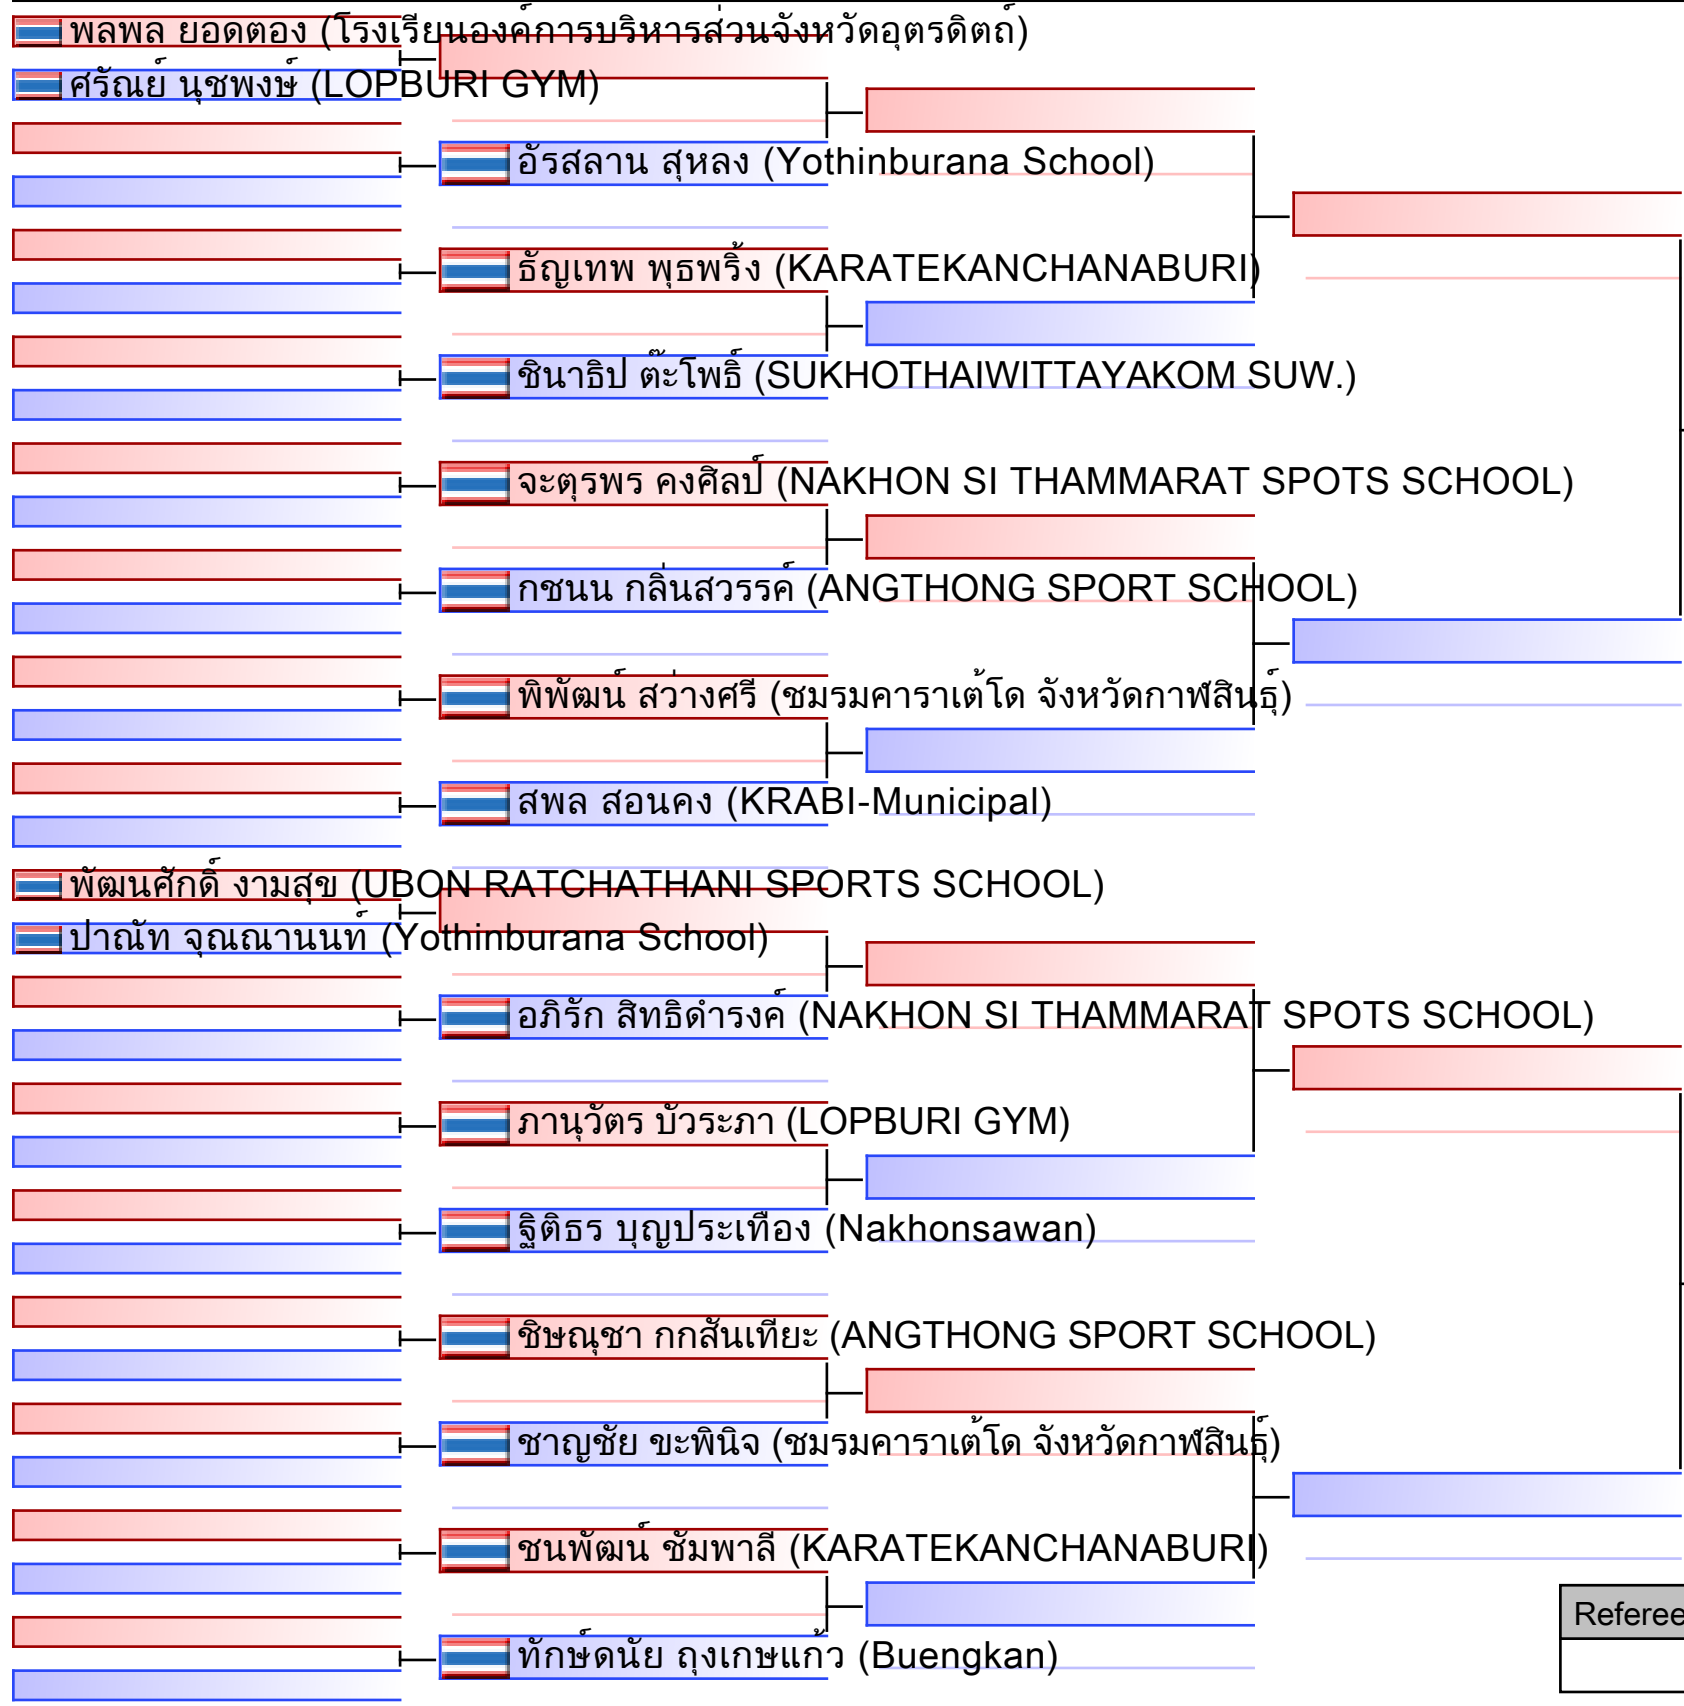 พลพล ยอดตอง (โรงเรียนองค์การบริหารส่วนจังหวัดอุตรดิตถ์)
ศรัณย์ นุชพงษ์ (LOPBURI GYM)
อัรสลาน สุหลง (Yothinburana School)
ธัญเทพ พุธพริ้ง (KARATEKANCHANABURI)
ชินาธิป ต๊ะโพธิ์ (SUKHOTHAIWITTAYAKOM SUW.)
จะตุรพร คงศิลป์ (NAKHON SI THAMMARAT SPOTS SCHOOL)
กชนน กลิ่นสวรรค์ (ANGTHONG SPORT SCHOOL)
พิพัฒน์ สว่างศรี (ชมรมคาราเต้โด จังหวัดกาฬสินธุ์)
สพล สอนคง (KRABI-Municipal)
พัฒนศักดิ์ งามสุข (UBON RATCHATHANI SPORTS SCHOOL)
ปาณัท จุณณานนท์ (Yothinburana School)
อภิรัก สิทธิดำรงค์ (NAKHON SI THAMMARAT SPOTS SCHOOL)
ภานุวัตร บัวระภา (LOPBURI GYM)
ฐิติธร บุญประเทือง (Nakhonsawan)
ชิษณุชา กกสันเทียะ (ANGTHONG SPORT SCHOOL)
ชาญชัย ขะพินิจ (ชมรมคาราเต้โด จังหวัดกาฬสินธุ์)
ชนพัฒน์ ชัมพาลี (KARATEKANCHANABURI)
Referee
ทักษ์ดนัย ถุงเกษแก้ว (Buengkan)